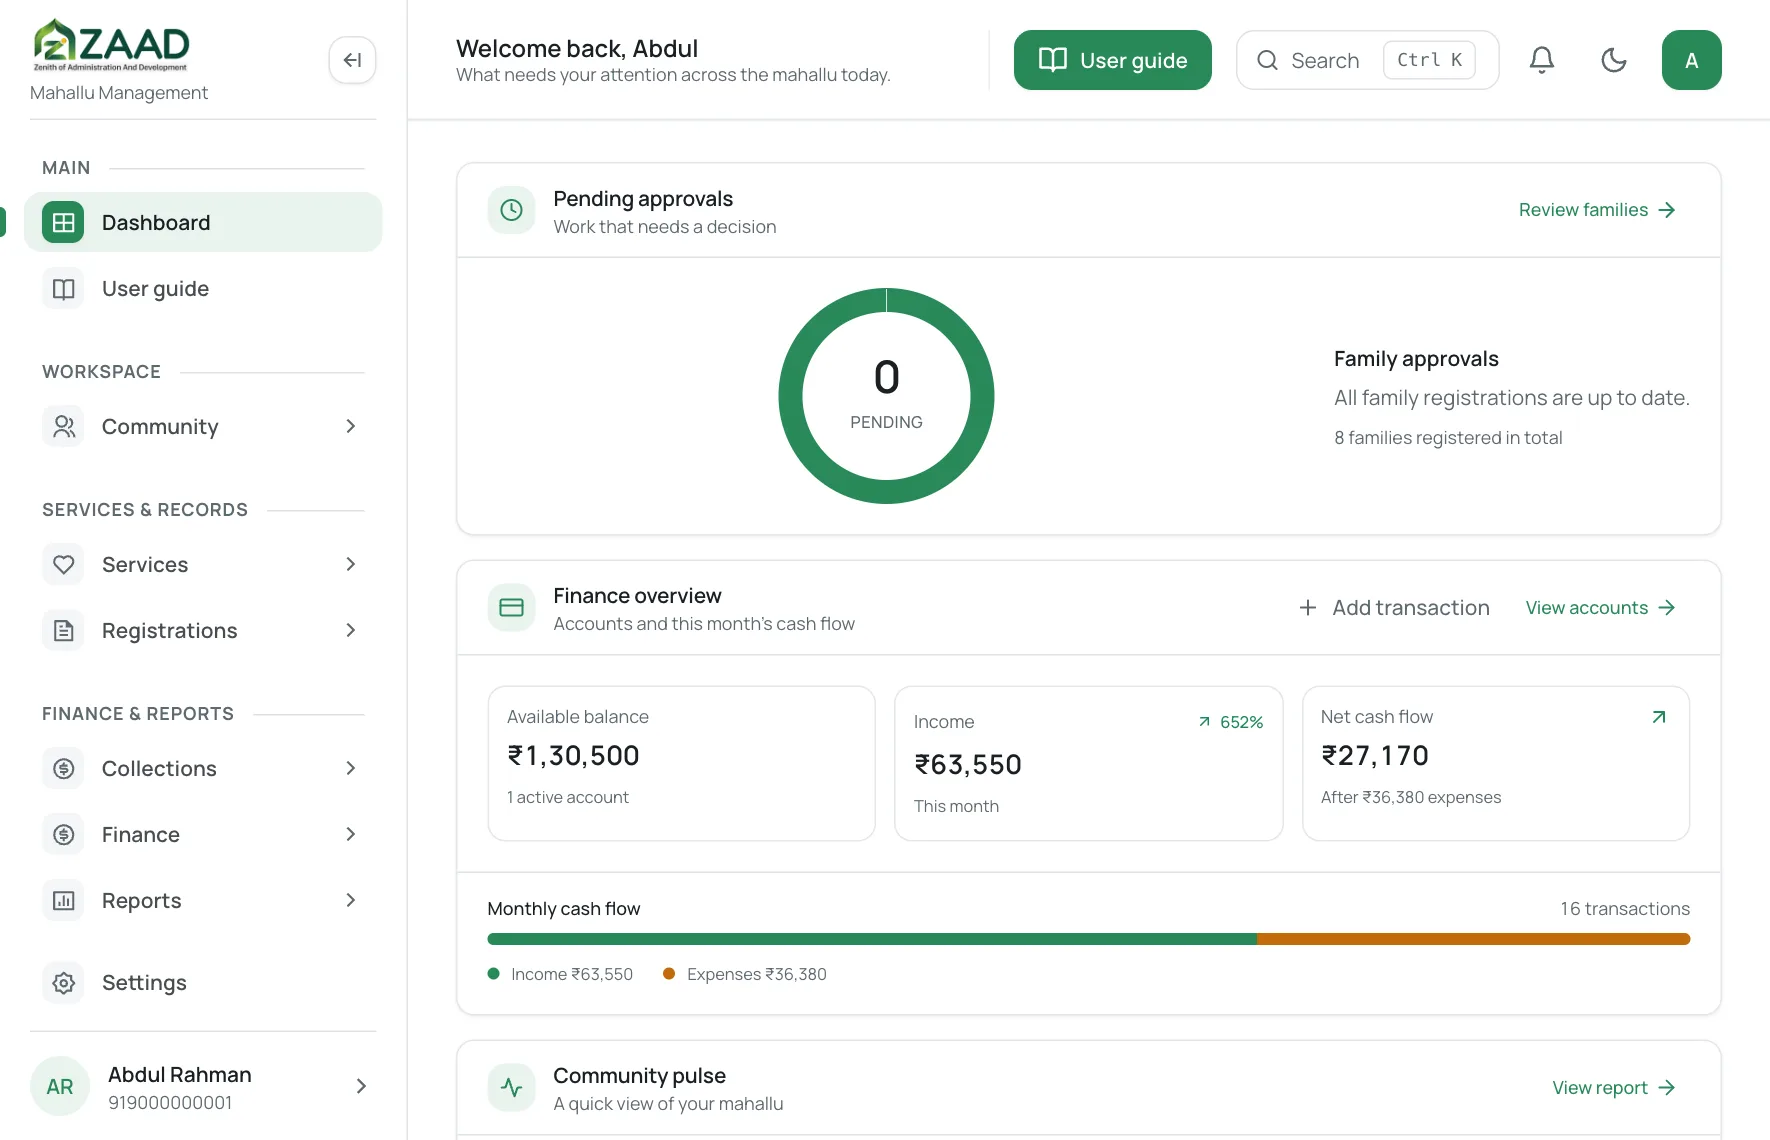 ZAAD
Zenith of Administration And Development
Mahallu Management
MAIN
Dashboard
User guide
WORKSPACE
Community
SERVICES & RECORDS
Services
Registrations
FINANCE & REPORTS
Collections
Finance
Reports
Settings
AR
Abdul Rahman
919000000001
Welcome back, Abdul
What needs your attention across the mahallu today.
User guide
Search
Ctrl K
A
Pending approvals
Work that needs a decision
Review families
0
PENDING
Family approvals
All family registrations are up to date.
8 families registered in total
Finance overview
Accounts and this month's cash flow
Add transaction
View accounts
Available balance
₹1,30,500
1 active account
Income
652%
₹63,550
This month
Net cash flow
₹27,170
After ₹36,380 expenses
Monthly cash flow
16 transactions
Income ₹63,550
Expenses ₹36,380
Community pulse
A quick view of your mahallu
View report